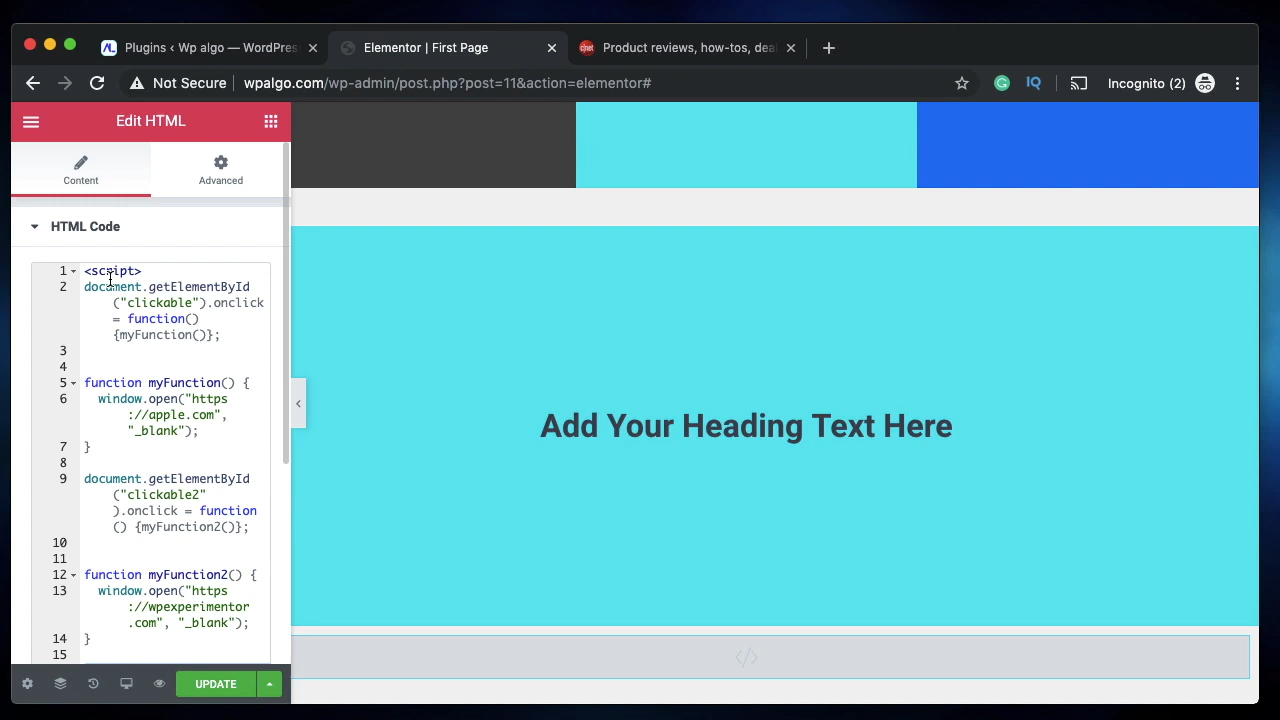 Plugins ‹ Wp algo — WordPres
Elementor | First Page
cnet
Product reviews, how-tos, deal
Not Secure
wpalgo.com/wp-admin/post.php?post=11&action=elementor#
Incognito (2)
Edit HTML
Content
Advanced
HTML Code
1 <script>
2 document.getElementById
("clickable").onclick
= function()
{myFunction()};
3
4
5 function myFunction() {
6 window.open("https
://apple.com",
"_blank");
7 }
8
9 document.getElementById
("clickable2"
).onclick = function
() {myFunction2()};
10
11
12 function myFunction2() {
13 window.open("https
://wpexperimentor
.com", "_blank");
14 }
15
Add Your Heading Text Here
UPDATE